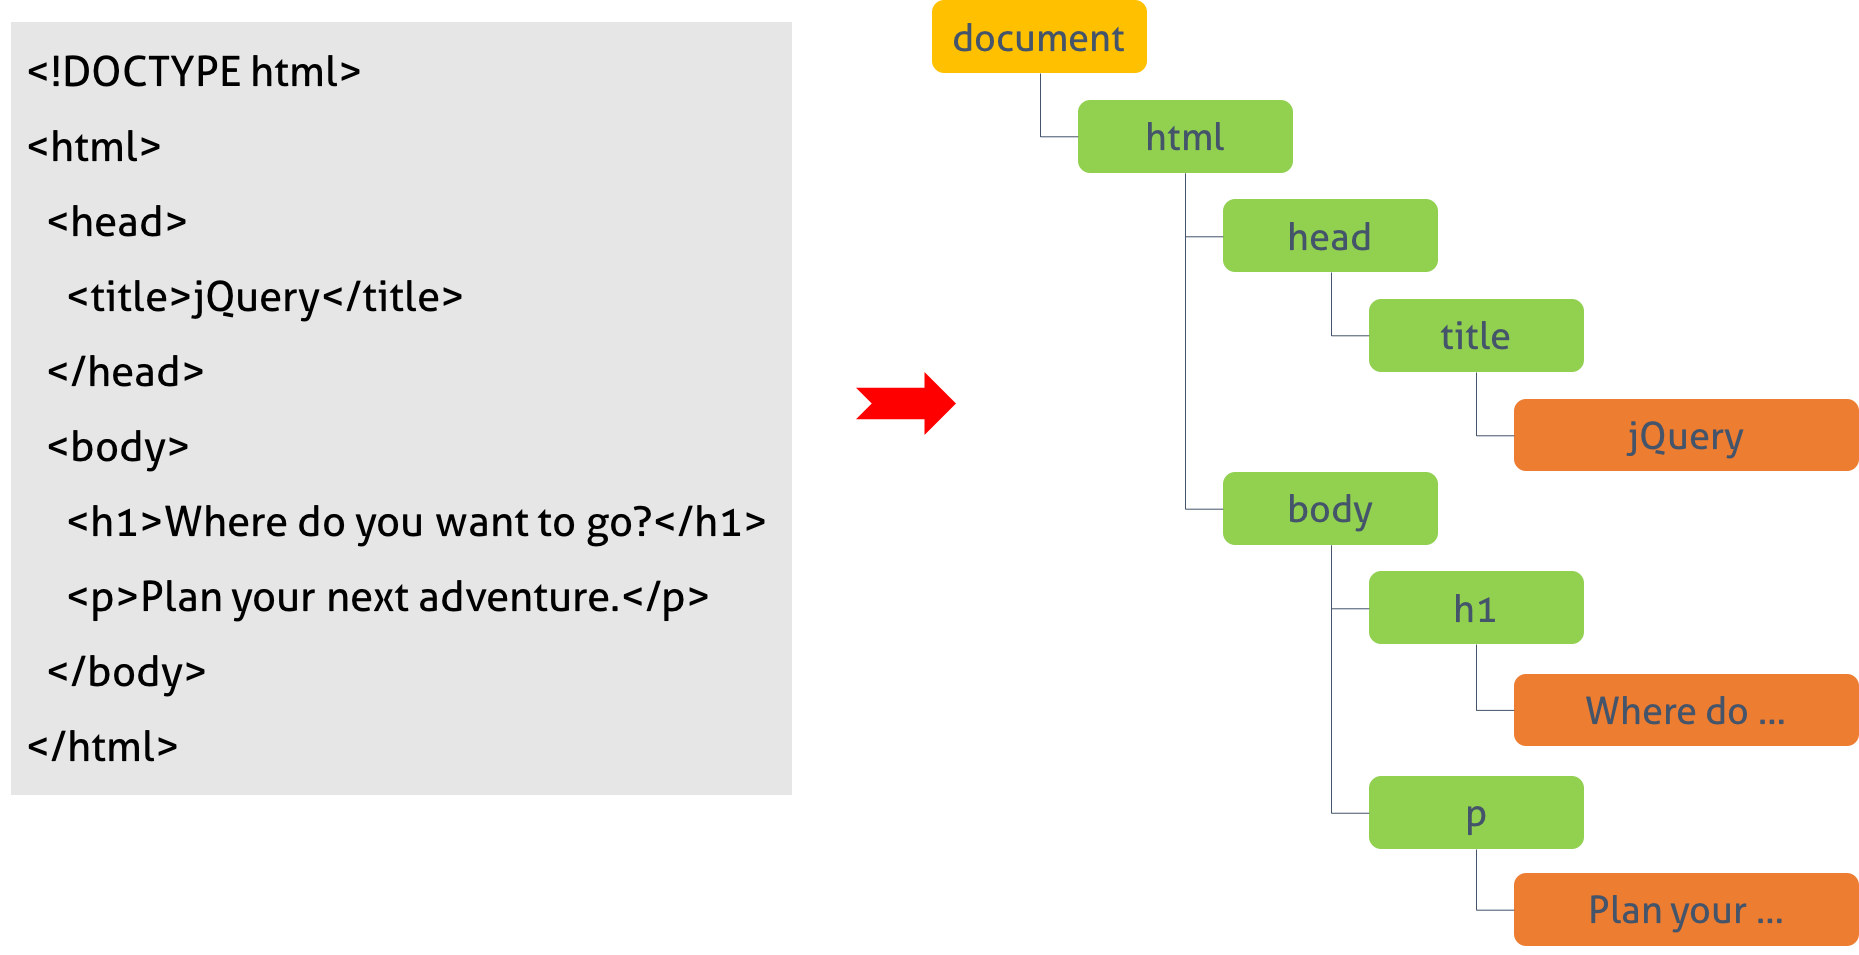 <!DOCTYPE html>
<html>
<head>
<title>jQuery</title>
</head>
<body>
<h1>Where do you want to go?</h1>
<p>Plan your next adventure.</p>
</body>
</html>
document
html
head
title
jQuery
body
h1
Where do ...
p
Plan your ...